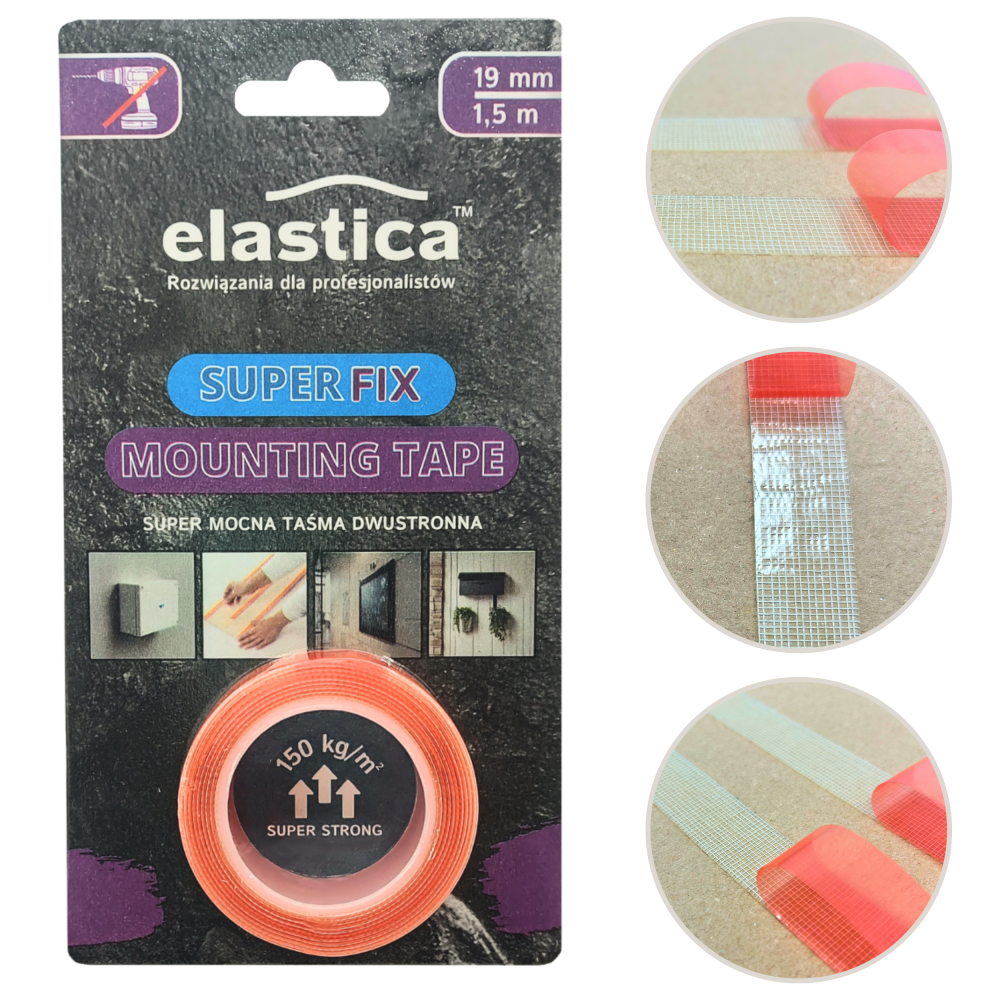 19 mm
1,5 m
elastica™
Rozwiązania dla profesjonalistów
SUPER FIX
MOUNTING TAPE
SUPER MOCNA TAŚMA DWUSTRONNA
150 kg/m²
SUPER STRONG